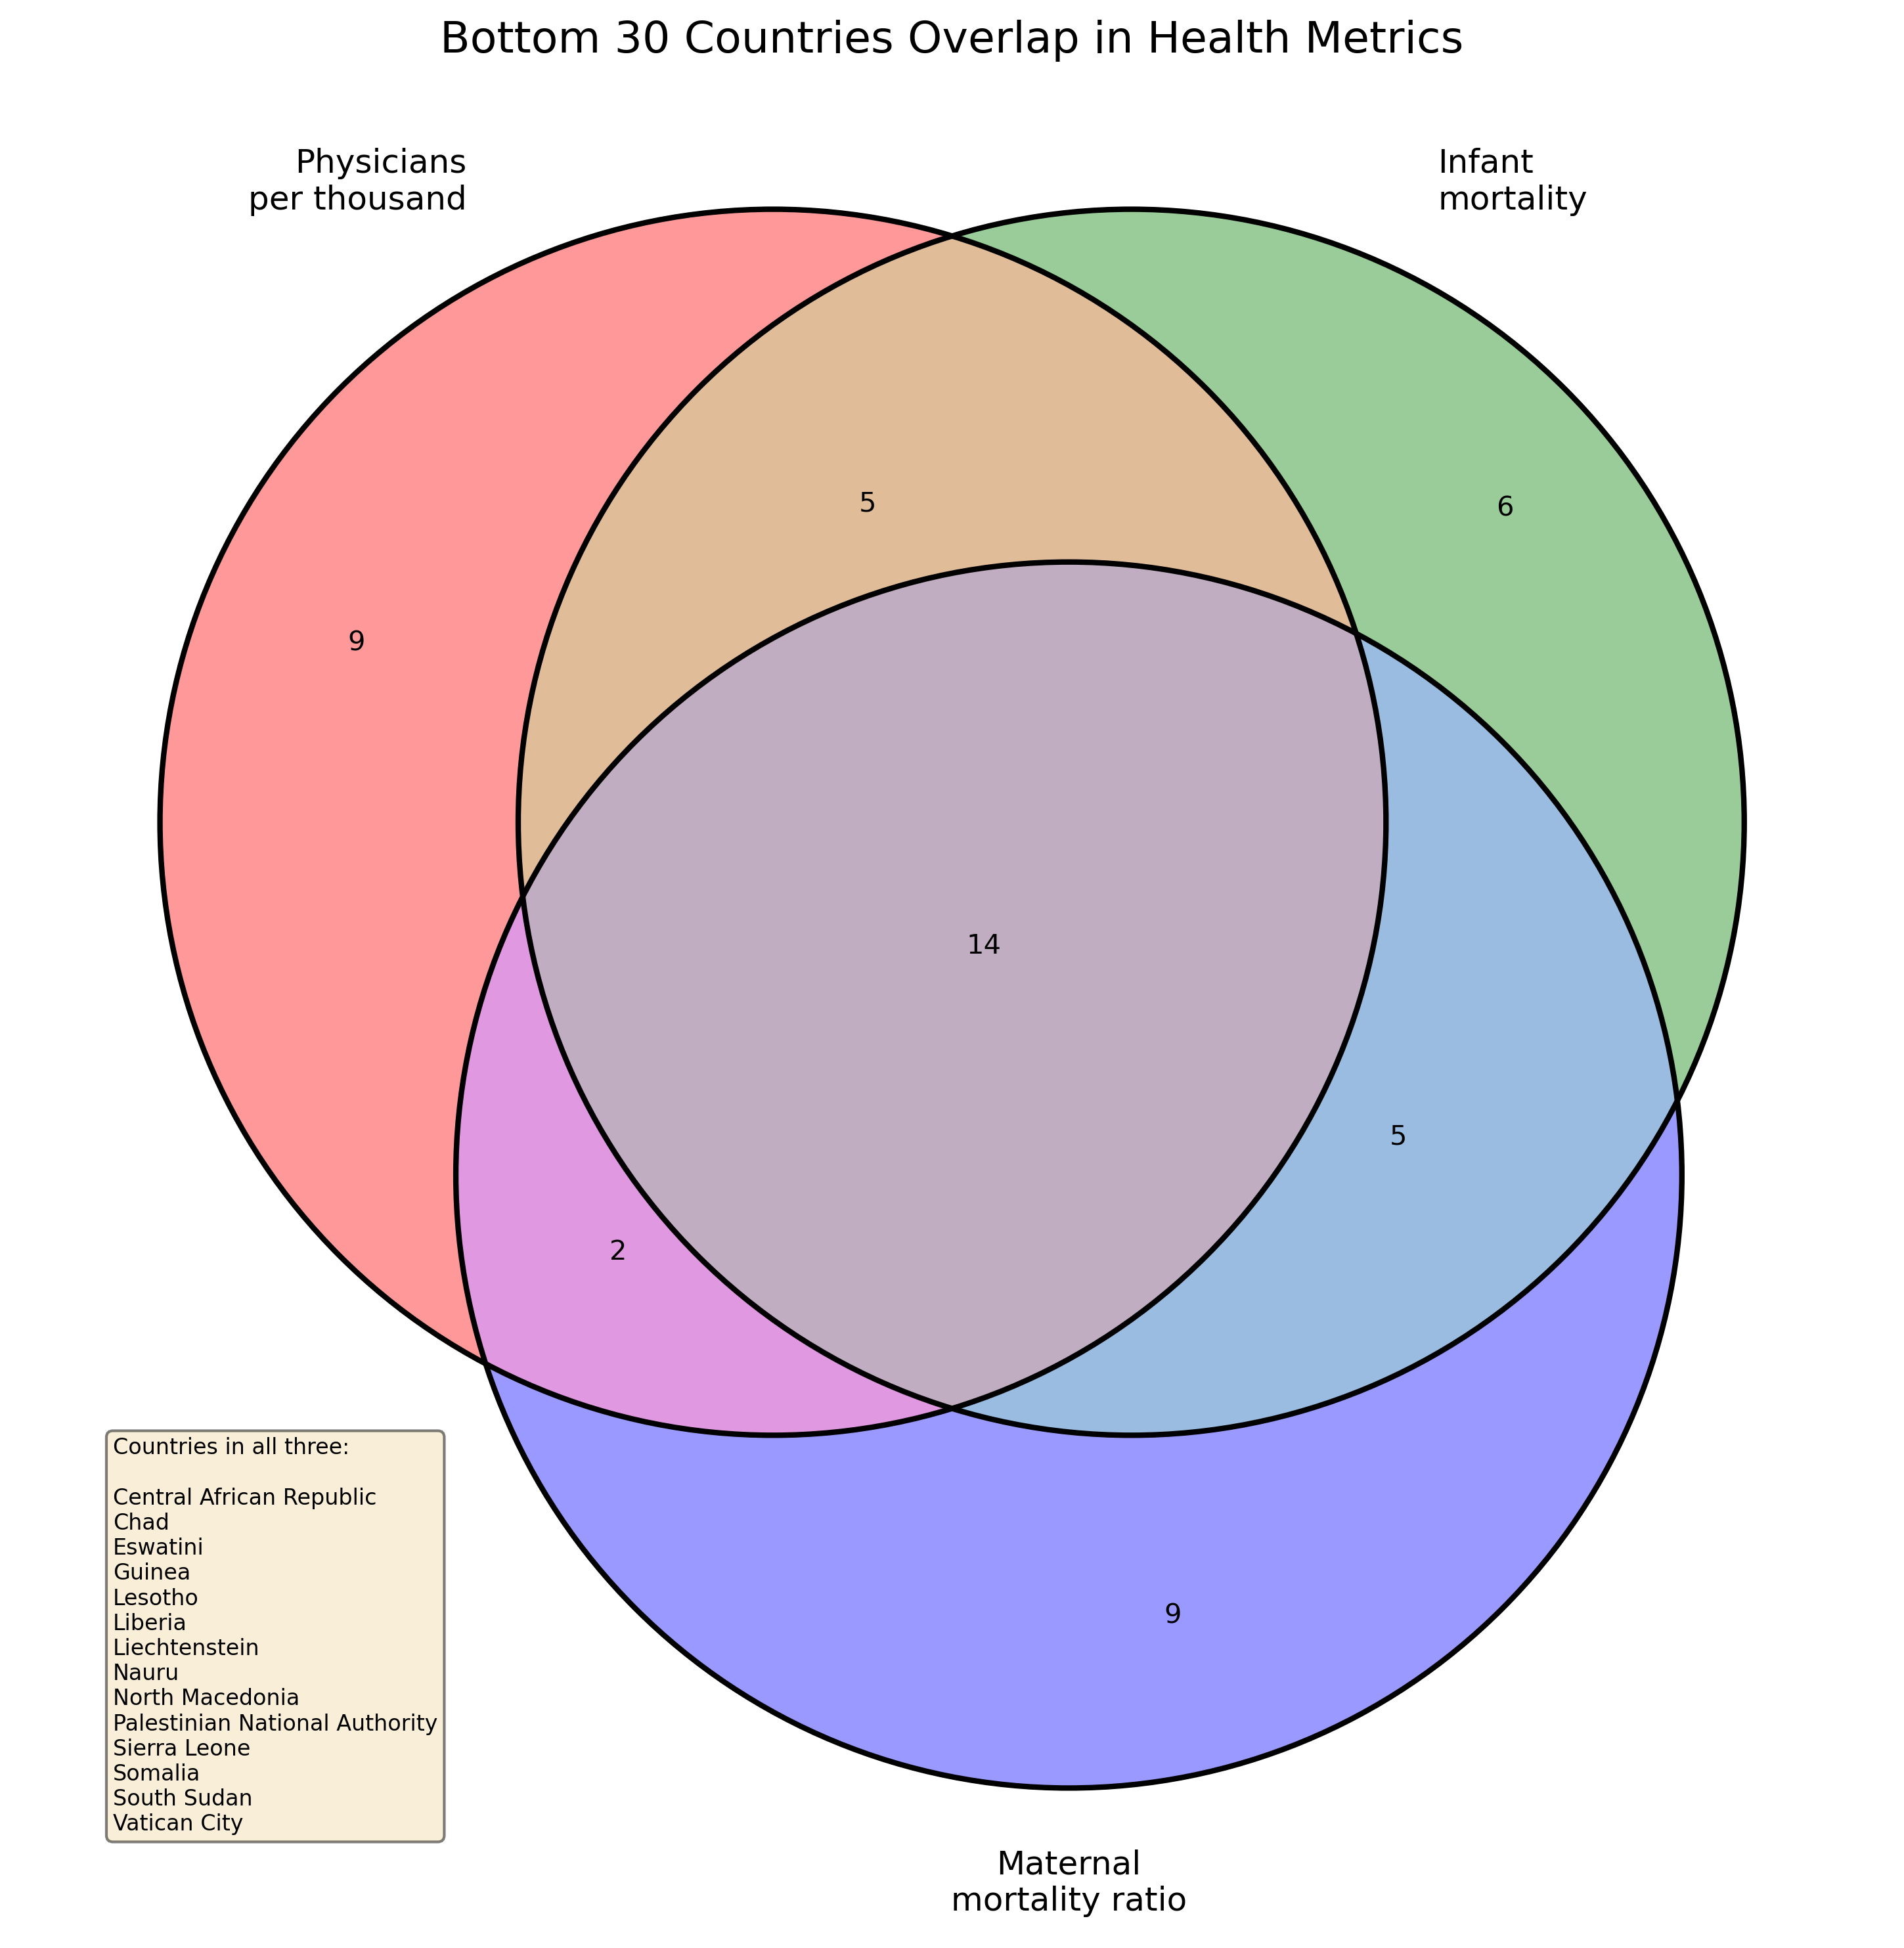 Bottom 30 Countries Overlap in Health Metrics
Physicians
per thousand
Infant
mortality
5
6
9
14
5
2
Countries in all three:
Central African Republic
Chad
Eswatini
Guinea
Lesotho
Liberia
Liechtenstein
Nauru
North Macedonia
Palestinian National Authority
Sierra Leone
Somalia
South Sudan
Vatican City
9
Maternal
mortality ratio